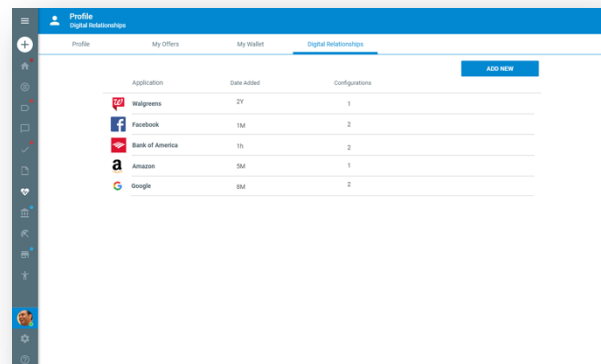 Profile
Digital Relationships
Profile My Offers My Wallet Digital Relationships
ADD NEW
Application Date Added Configurations
Walgreens 2Y 1
Facebook 1M 2
Bank of America 1h 2
a Amazon 5M 1
G Google 8M 2